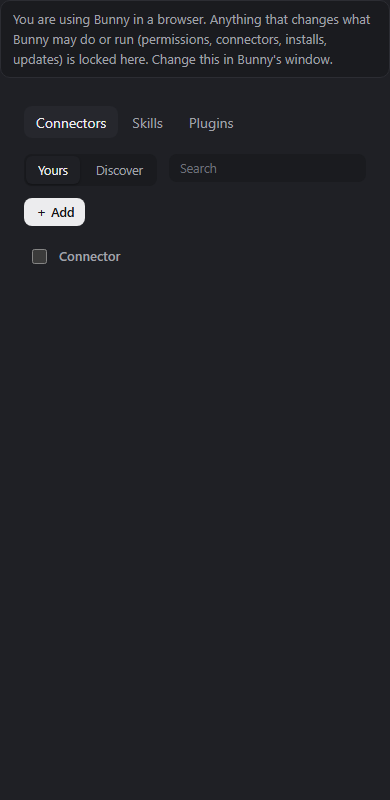 You are using Bunny in a browser. Anything that changes what
Bunny may do or run (permissions, connectors, installs,
updates) is locked here. Change this in Bunny's window.
Connectors Skills Plugins
Yours Discover Search
+ Add
Connector